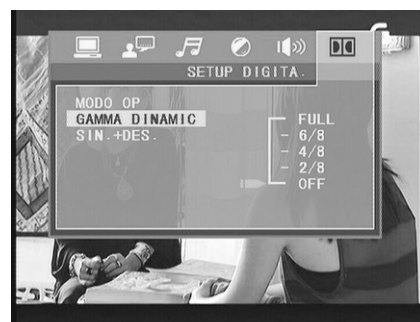 SETUP DIGITA.
MODO OP
GAMMA DINAMIC
SIN.+DES.
FULL
6/8
4/8
2/8
OFF